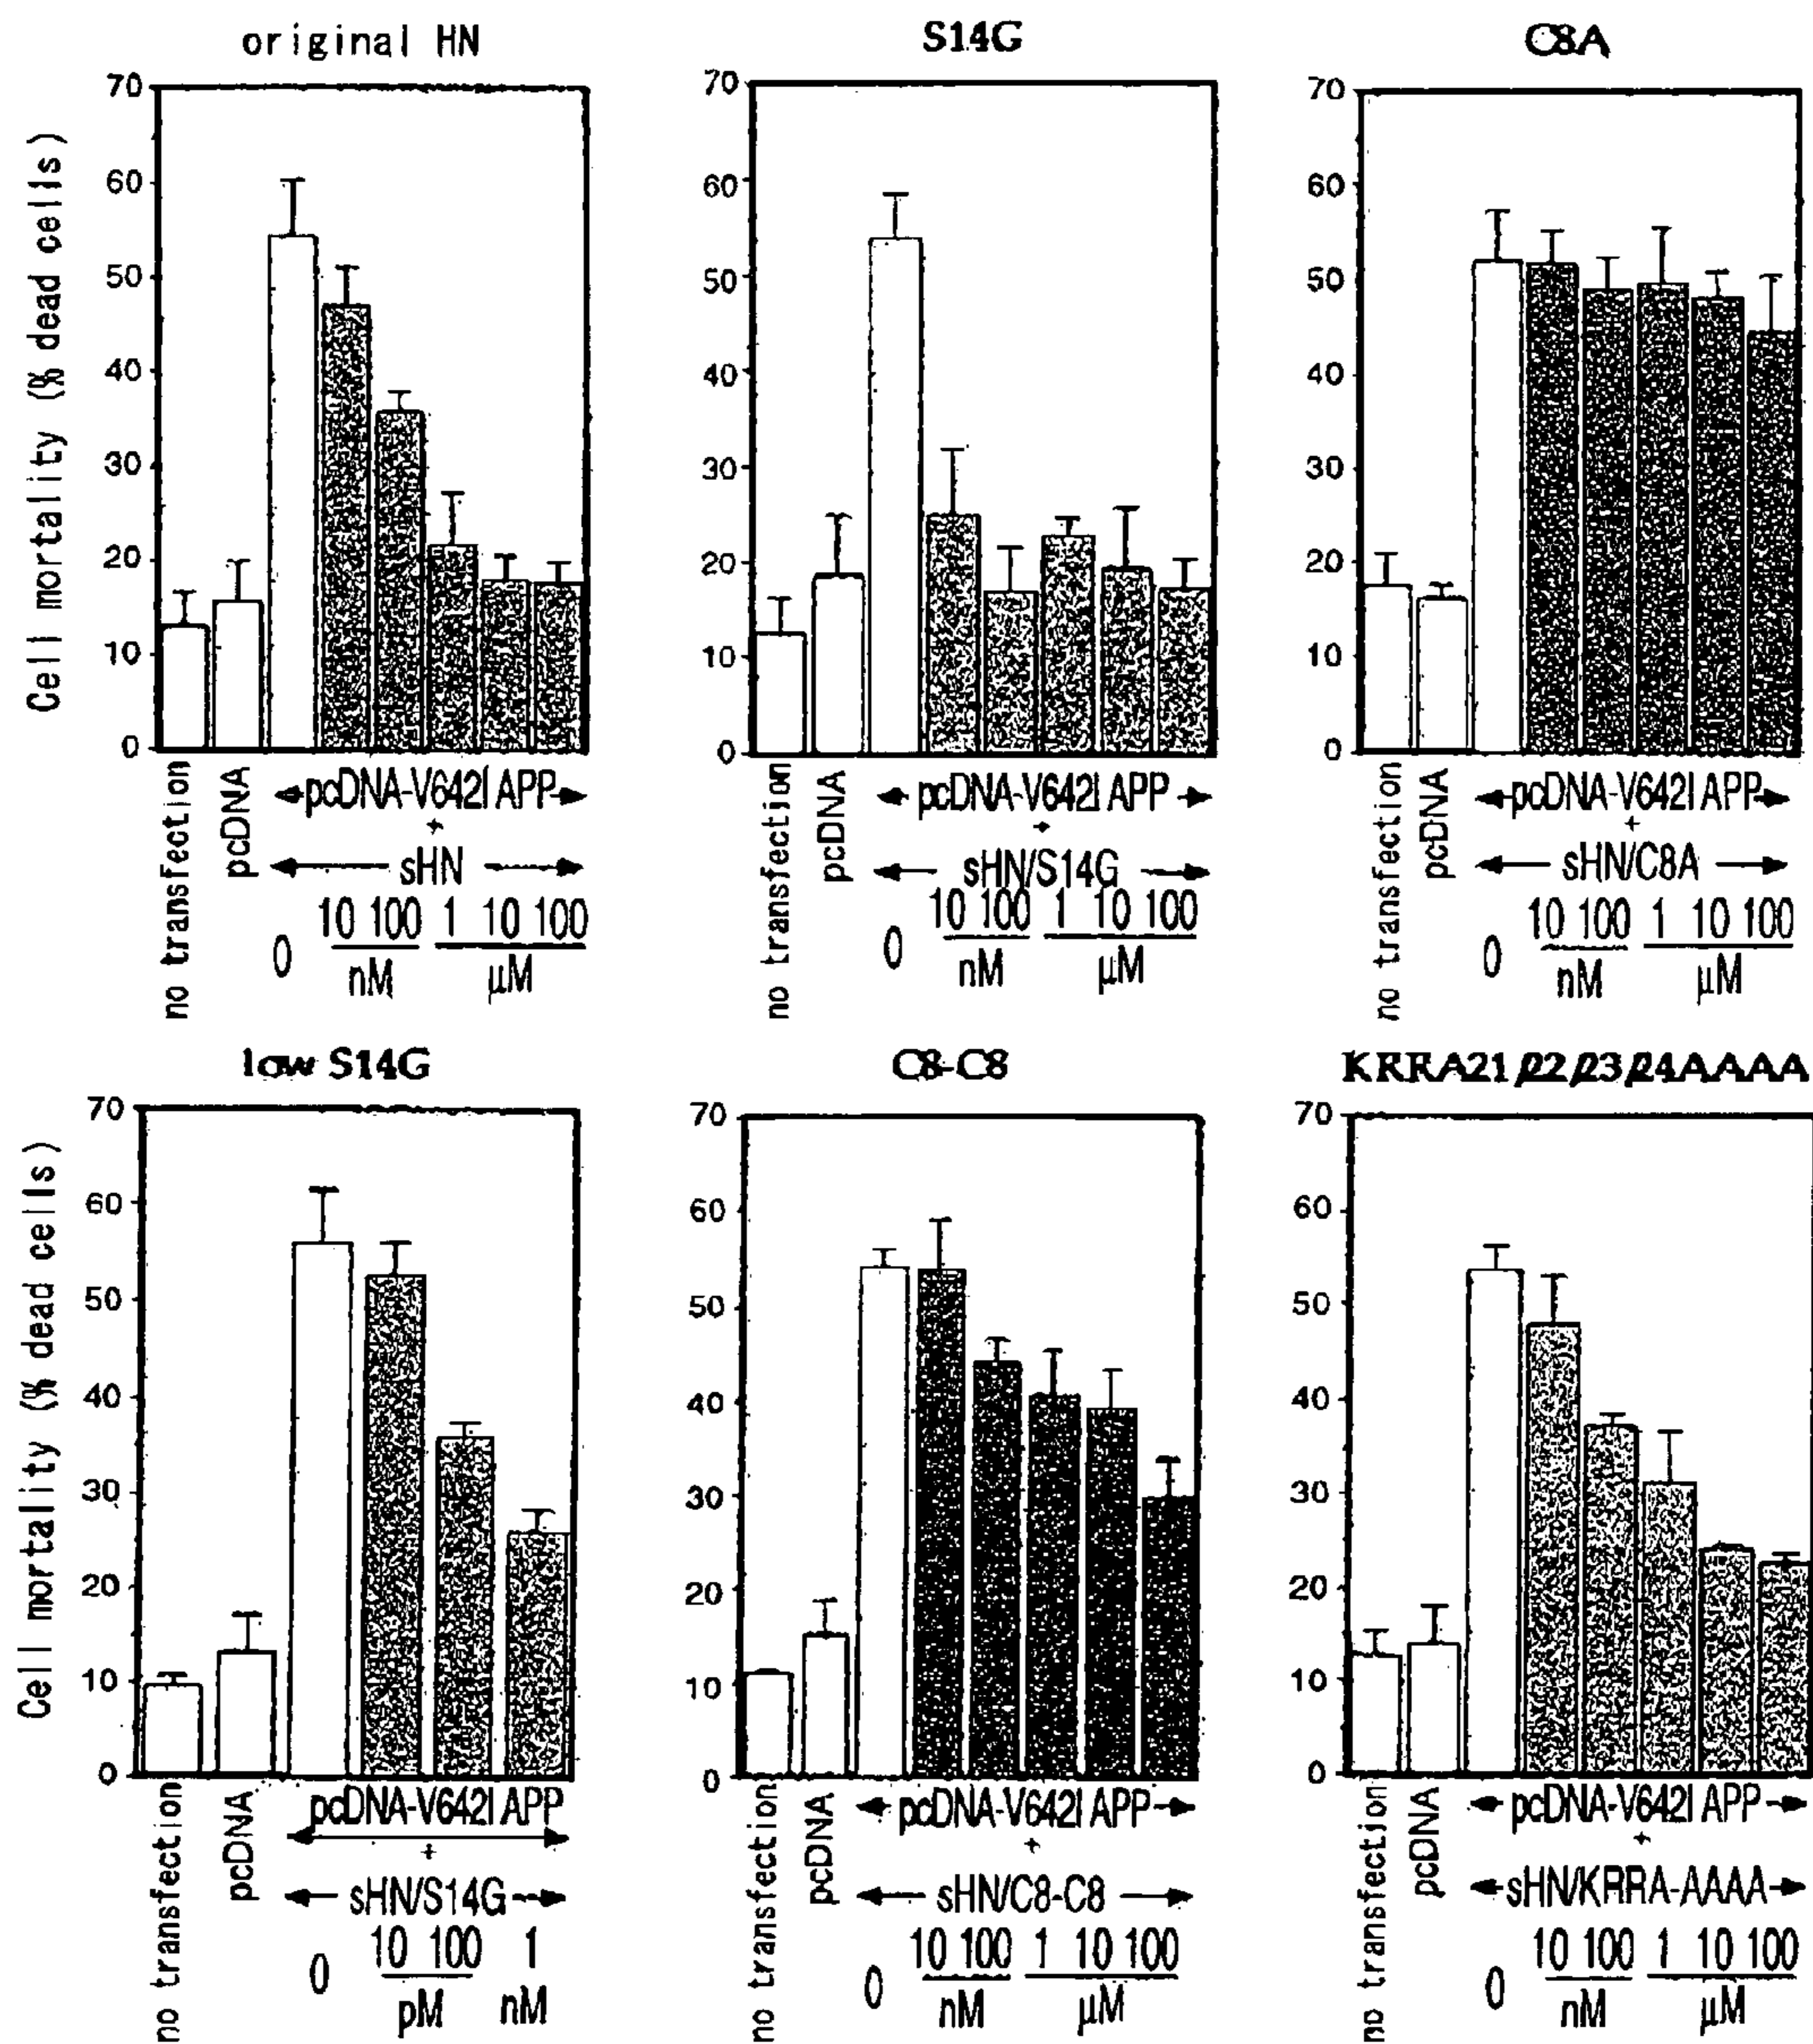 original HN
Cell mortality (% dead cells)
70
60
50
40
30
20
10
0
no transfection
pcDNA
pcDNA-V642I APP
+
sHN
0 10 100 1 10 100
nM μM
S14G
70
60
50
40
30
20
10
0
no transfection
pcDNA
pcDNA-V642I APP
+
sHN/S14G
0 10 100 1 10 100
nM μM
C8A
70
60
50
40
30
20
10
0
no transfection
pcDNA
pcDNA-V642I APP
+
sHN/C8A
0 10 100 1 10 100
nM μM
low S14G
Cell mortality (% dead cells)
70
60
50
40
30
20
10
0
no transfection
pcDNA
pcDNA-V642I APP
+
sHN/S14G
0 10 100 1
pM nM
C8-C8
70
60
50
40
30
20
10
0
no transfection
pcDNA
pcDNA-V642I APP
+
sHN/C8-C8
0 10 100 1 10 100
nM μM
KRRA21/22/23/24AAAA
70
60
50
40
30
20
10
0
no transfection
pcDNA
pcDNA-V642I APP
+
sHN/KRRA-AAAA
0 10 100 1 10 100
nM μM